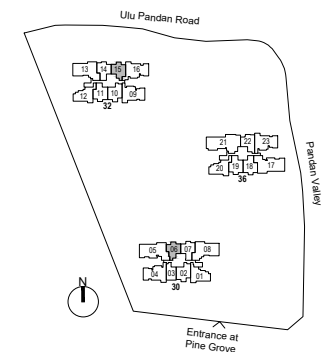 Ulu Pandan Road
13 14 15 16
12 11 10 09
32
21 22 23
20 19 18 17
36
Pandan Valley
05 06 07 08
04 03 02 01
30
N
Entrance at
Pine Grove